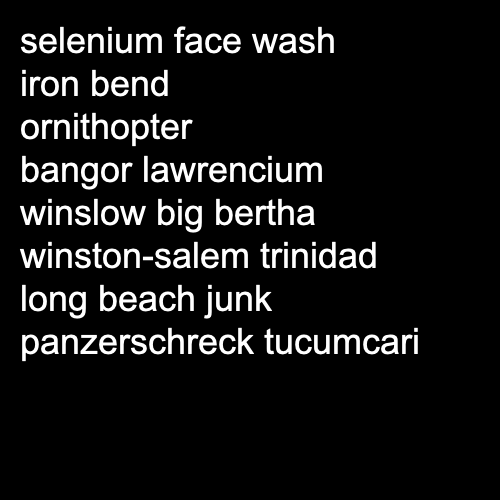 selenium face wash
iron bend
ornithopter
bangor lawrencium
winslow big bertha
winston-salem trinidad
long beach junk
panzerschreck tucumcari